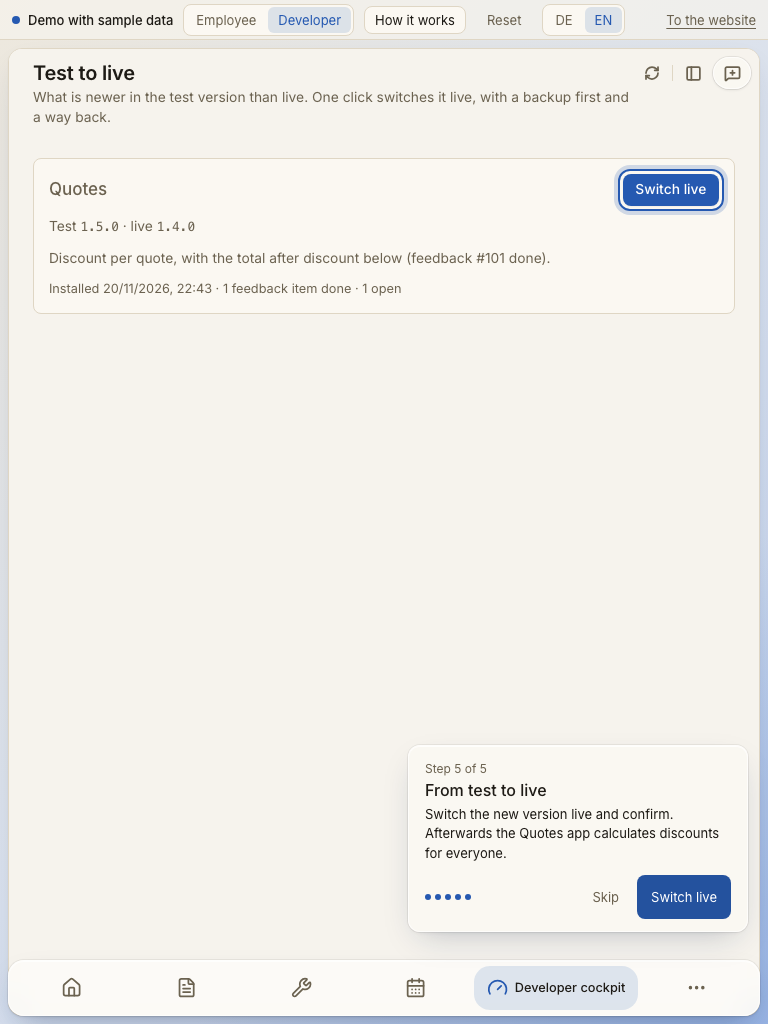 Demo with sample data
Employee
Developer
How it works
Reset
DE
EN
To the website
Test to live
What is newer in the test version than live. One click switches it live, with a backup first and
a way back.
Quotes
Switch live
Test 1.5.0 · live 1.4.0
Discount per quote, with the total after discount below (feedback #101 done).
Installed 20/11/2026, 22:43 · 1 feedback item done · 1 open
Step 5 of 5
From test to live
Switch the new version live and confirm.
Afterwards the Quotes app calculates discounts
for everyone.
Skip
Switch live
Developer cockpit